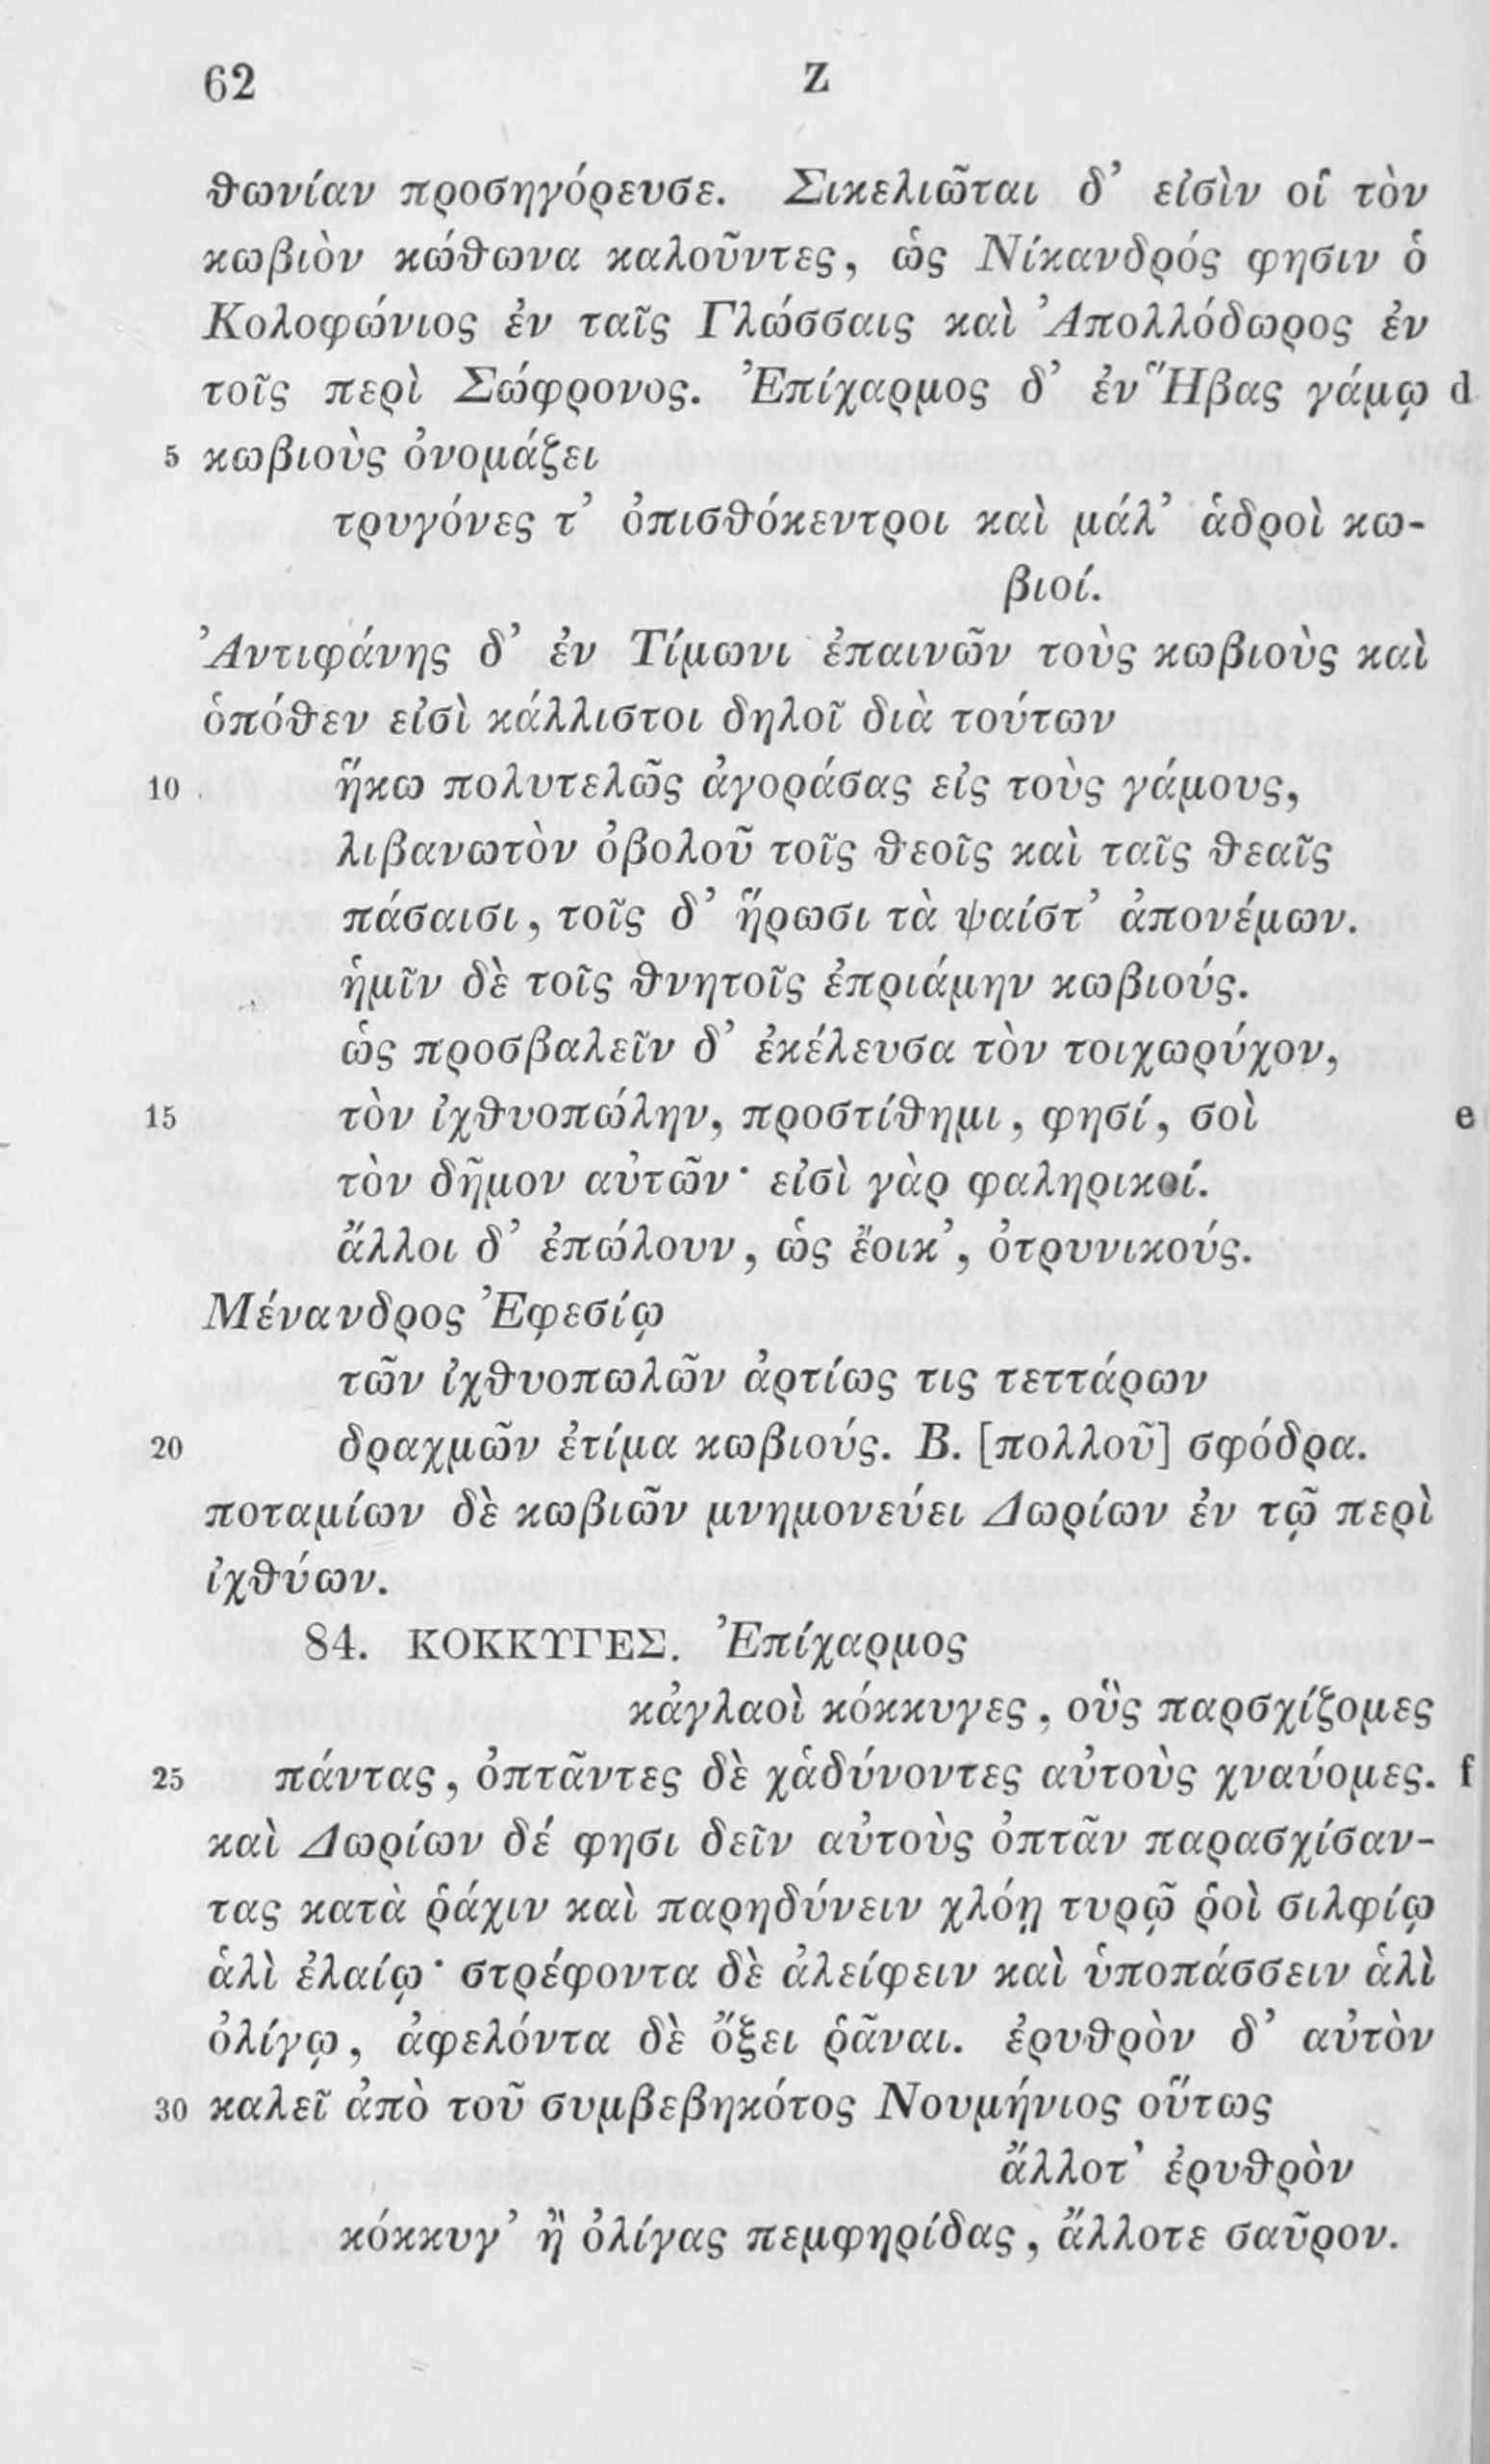 62 Z
θωνίαν προσηγόρευσε. Σικελιῶται δ’ εἰσὶν οἱ τὸν
κωβιὸν κώθωνα καλοῦντες, ὡς Νίκανδρός φησιν ὁ
Κολοφώνιος ἐν ταῖς Γλώσσαις καὶ Ἀπολλόδωρος ἐν
τοῖς περὶ Σώφρονος. Ἐπίχαρμος δ’ ἐν Ἥβας γάμῳ d
5 κωβιοὺς ὀνομάζει
τρυγόνες τ’ ὀπισθόκεντροι καὶ μάλ’ ἁδροὶ κω-
βιοί.
Ἀντιφάνης δ’ ἐν Τίμωνι ἐπαινῶν τοὺς κωβιοὺς καὶ
ὁπόθεν εἰσὶ κάλλιστοι δηλοῖ διὰ τούτων
10 ἥκω πολυτελῶς ἀγοράσας εἰς τοὺς γάμους,
λιβανωτὸν ὀβολοῦ τοῖς θεοῖς καὶ ταῖς θεαῖς
πάσαισι, τοῖς δ’ ἥρωσι τὰ ψαίστ’ ἀπονέμων.
ἡμῖν δὲ τοῖς θνητοῖς ἐπριάμην κωβιούς.
ὡς προσβαλεῖν δ’ ἐκέλευσα τὸν τοιχωρύχον,
15 τὸν ἰχθυοπώλην, προστίθημι, φησί, σοὶ e
τὸν δῆμον αὐτῶν· εἰσὶ γὰρ φαληρικοί.
ἄλλοι δ’ ἐπώλουν, ὡς ἔοικ’, ὀτρυνικούς.
Μένανδρος Ἐφεσίῳ
τῶν ἰχθυοπωλῶν ἀρτίως τις τεττάρων
20 δραχμῶν ἐτίμα κωβιούς. Β. [πολλοῦ] σφόδρα.
ποταμίων δὲ κωβιῶν μνημονεύει Δωρίων ἐν τῷ περὶ
ἰχθύων.
84. ΚΟΚΚΥΓΕΣ. Ἐπίχαρμος
κἀγλαοὶ κόκκυγες, οὓς παρσχίζομες
25 πάντας, ὀπτᾶντες δὲ χἁδύνοντες αὐτοὺς χναύομες. f
καὶ Δωρίων δέ φησι δεῖν αὐτοὺς ὀπτᾶν παρασχίσαν-
τας κατὰ ῥάχιν καὶ παρηδύνειν χλόῃ τυρῷ ῥοὶ σιλφίῳ
ἁλὶ ἐλαίῳ· στρέφοντα δὲ ἀλείφειν καὶ ὑποπάσσειν ἁλὶ
ὀλίγῳ, ἀφελόντα δὲ ὄξει ῥᾶναι. ἐρυθρὸν δ’ αὐτὸν
30 καλεῖ ἀπὸ τοῦ συμβεβηκότος Νουμήνιος οὕτως
ἄλλοτ’ ἐρυθρὸν
κόκκυγ’ ἢ ὀλίγας πεμφηρίδας, ἄλλοτε σαῦρον.